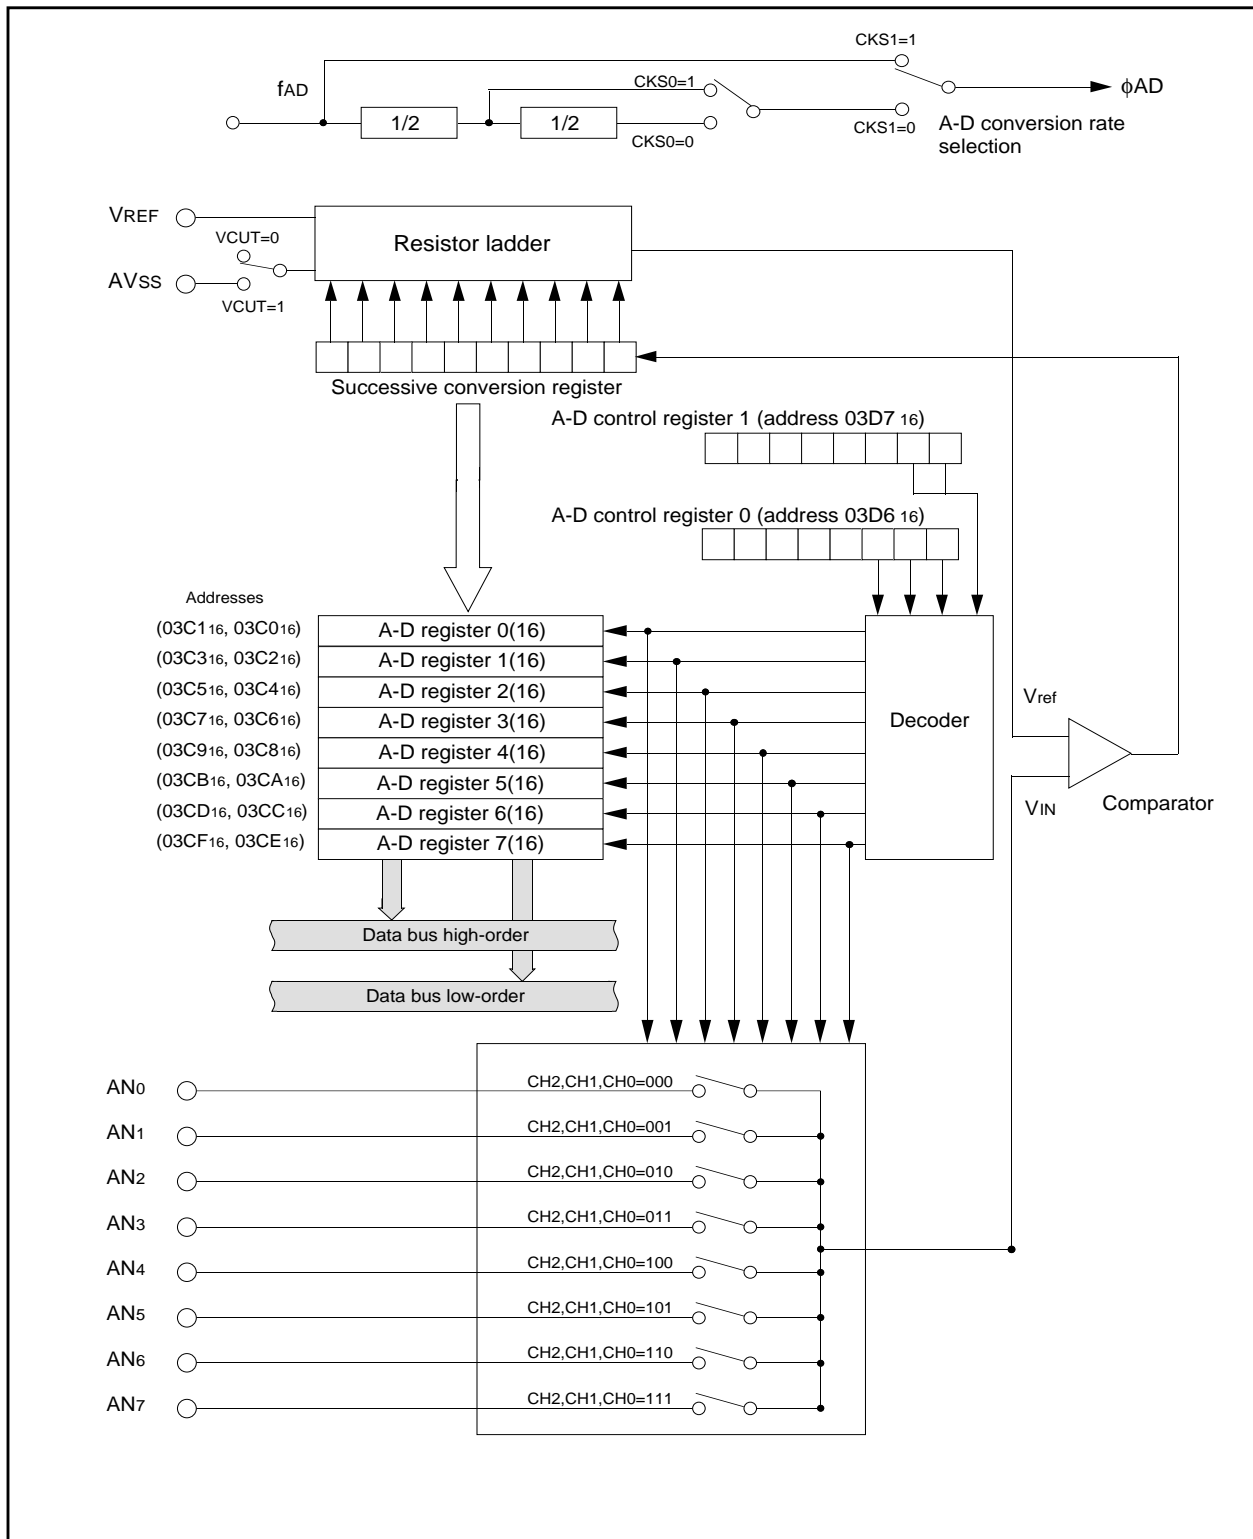 CKS1=1
fAD
CKS0=1
φAD
1/2
1/2
CKS0=0
CKS1=0
A-D conversion rate
selection
VREF
VCUT=0
Resistor ladder
AVSS
VCUT=1
Successive conversion register
A-D control register 1 (address 03D7 16)
A-D control register 0 (address 03D6 16)
Addresses
(03C116, 03C016)
A-D register 0(16)
(03C316, 03C216)
A-D register 1(16)
(03C516, 03C416)
A-D register 2(16)
(03C716, 03C616)
A-D register 3(16)
(03C916, 03C816)
A-D register 4(16)
(03CB16, 03CA16)
A-D register 5(16)
(03CD16, 03CC16)
A-D register 6(16)
(03CF16, 03CE16)
A-D register 7(16)
Decoder
Vref
VIN
Comparator
Data bus high-order
Data bus low-order
AN0
CH2,CH1,CH0=000
AN1
CH2,CH1,CH0=001
AN2
CH2,CH1,CH0=010
AN3
CH2,CH1,CH0=011
AN4
CH2,CH1,CH0=100
AN5
CH2,CH1,CH0=101
AN6
CH2,CH1,CH0=110
AN7
CH2,CH1,CH0=111